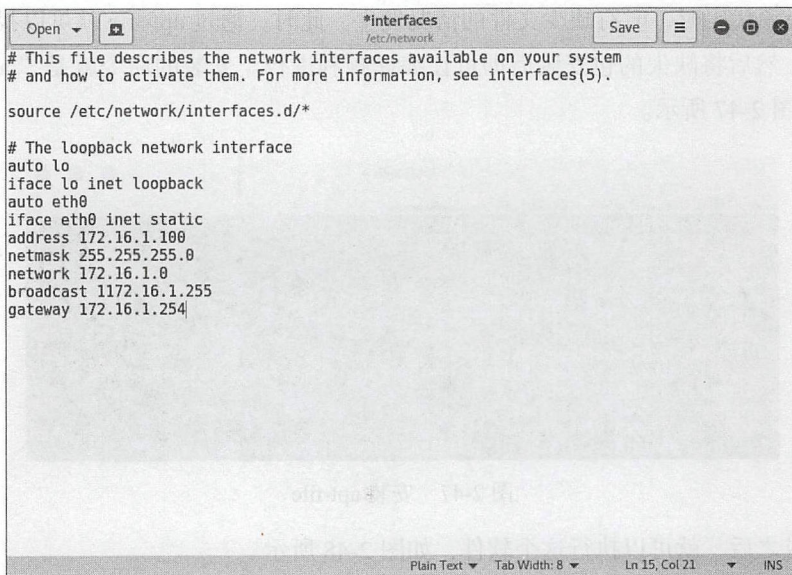 Open
*interfaces
/etc/network
Save
# This file describes the network interfaces available on your system
# and how to activate them. For more information, see interfaces(5).
source /etc/network/interfaces.d/*
# The loopback network interface
auto lo
iface lo inet loopback
auto eth0
iface eth0 inet static
address 172.16.1.100
netmask 255.255.255.0
network 172.16.1.0
broadcast 1172.16.1.255
gateway 172.16.1.254
Plain Text Tab Width: 8 Ln 15, Col 21 INS